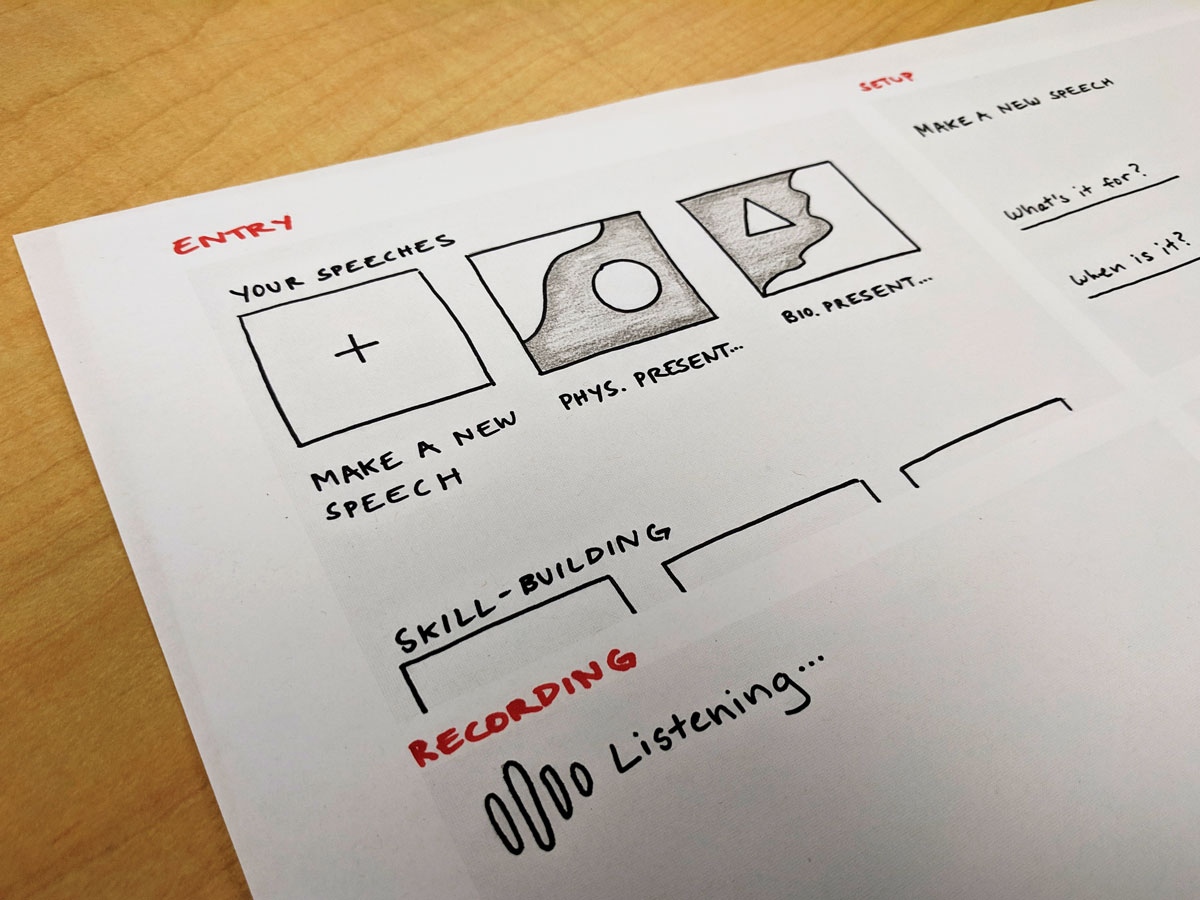 ENTRY
YOUR SPEECHES
+
MAKE A NEW
SPEECH
PHYS. PRESENT...
BIO. PRESENT...
SKILL-BUILDING
SETUP
MAKE A NEW SPEECH
What's it for?
When is it?
RECORDING
Listening...